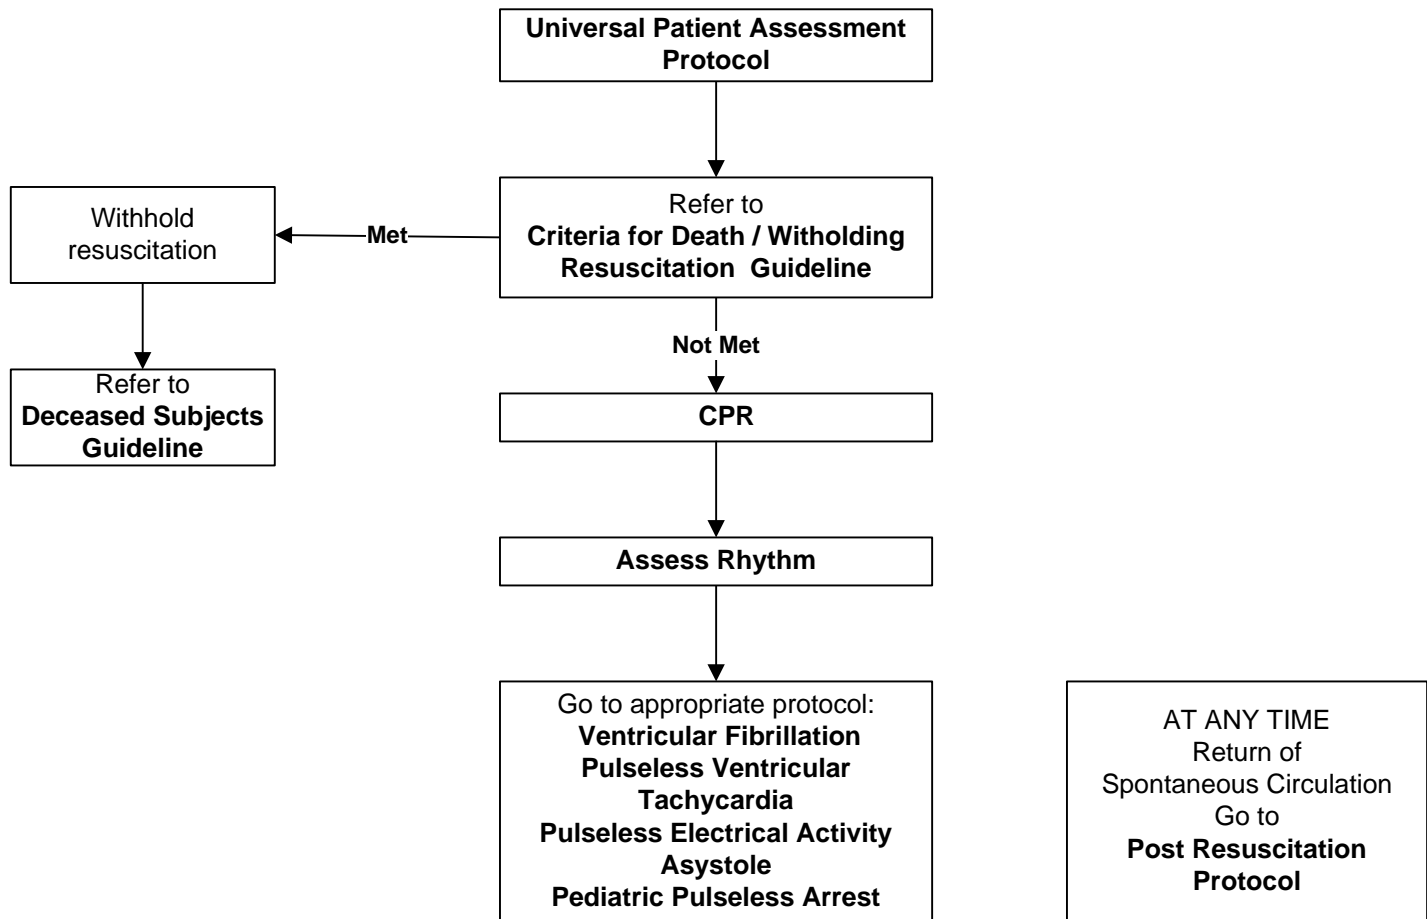 Universal Patient Assessment
Protocol
Refer to
Criteria for Death / Witholding
Resuscitation Guideline
Met
Withhold
resuscitation
Refer to
Deceased Subjects
Guideline
Not Met
CPR
Assess Rhythm
Go to appropriate protocol:
Ventricular Fibrillation
Pulseless Ventricular
Tachycardia
Pulseless Electrical Activity
Asystole
Pediatric Pulseless Arrest
AT ANY TIME
Return of
Spontaneous Circulation
Go to
Post Resuscitation
Protocol